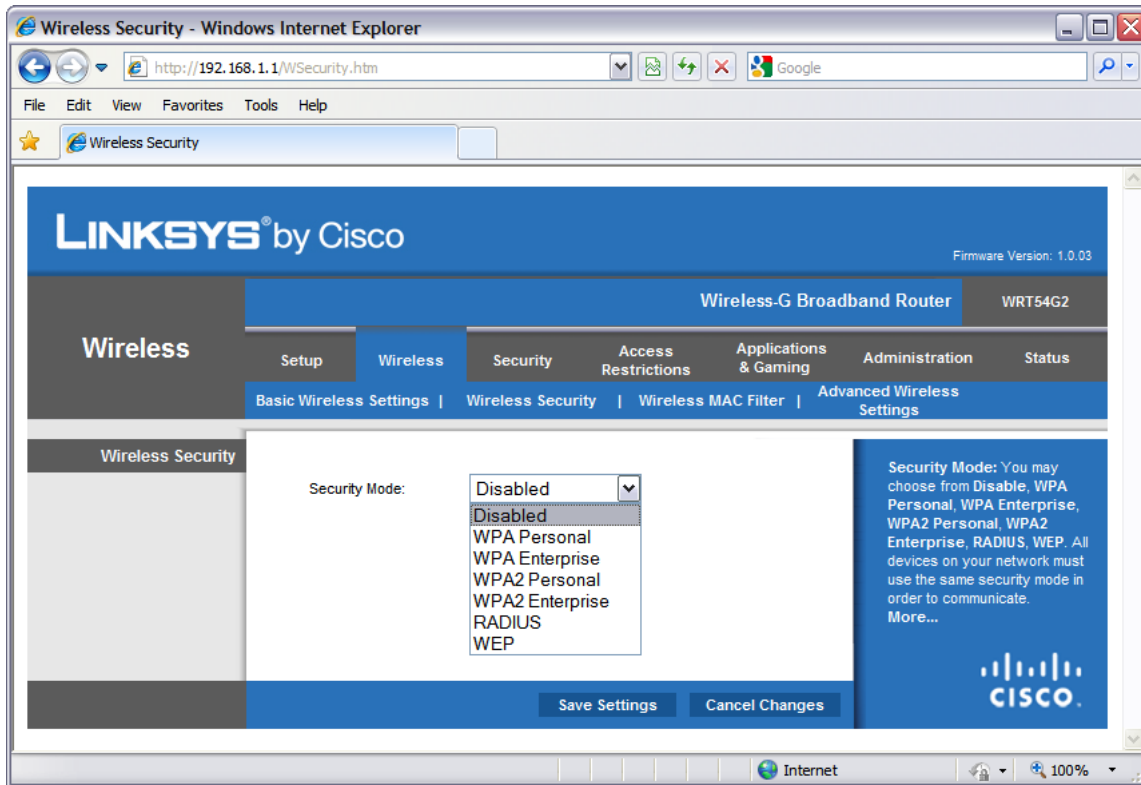 Wireless Security - Windows Internet Explorer
http://192.168.1.1/WSecurity.htm
Google
File Edit View Favorites Tools Help
Wireless Security
LINKSYS® by Cisco
Firmware Version: 1.0.03
Wireless-G Broadband Router WRT54G2
Wireless
Setup Wireless Security Access Restrictions Applications & Gaming Administration Status
Basic Wireless Settings | Wireless Security | Wireless MAC Filter | Advanced Wireless Settings
Wireless Security
Security Mode: Disabled
Disabled
WPA Personal
WPA Enterprise
WPA2 Personal
WPA2 Enterprise
RADIUS
WEP
Security Mode: You may
choose from Disable, WPA
Personal, WPA Enterprise,
WPA2 Personal, WPA2
Enterprise, RADIUS, WEP. All
devices on your network must
use the same security mode in
order to communicate.
More...
CISCO.
Save Settings Cancel Changes
Internet 100%